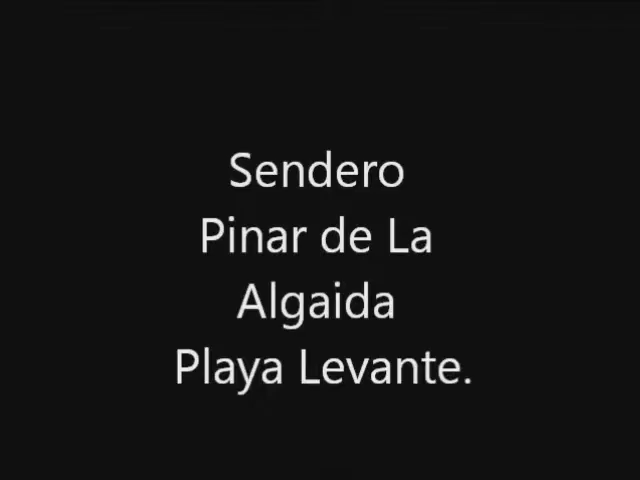 Sendero
Pinar de La
Algaida
Playa Levante.